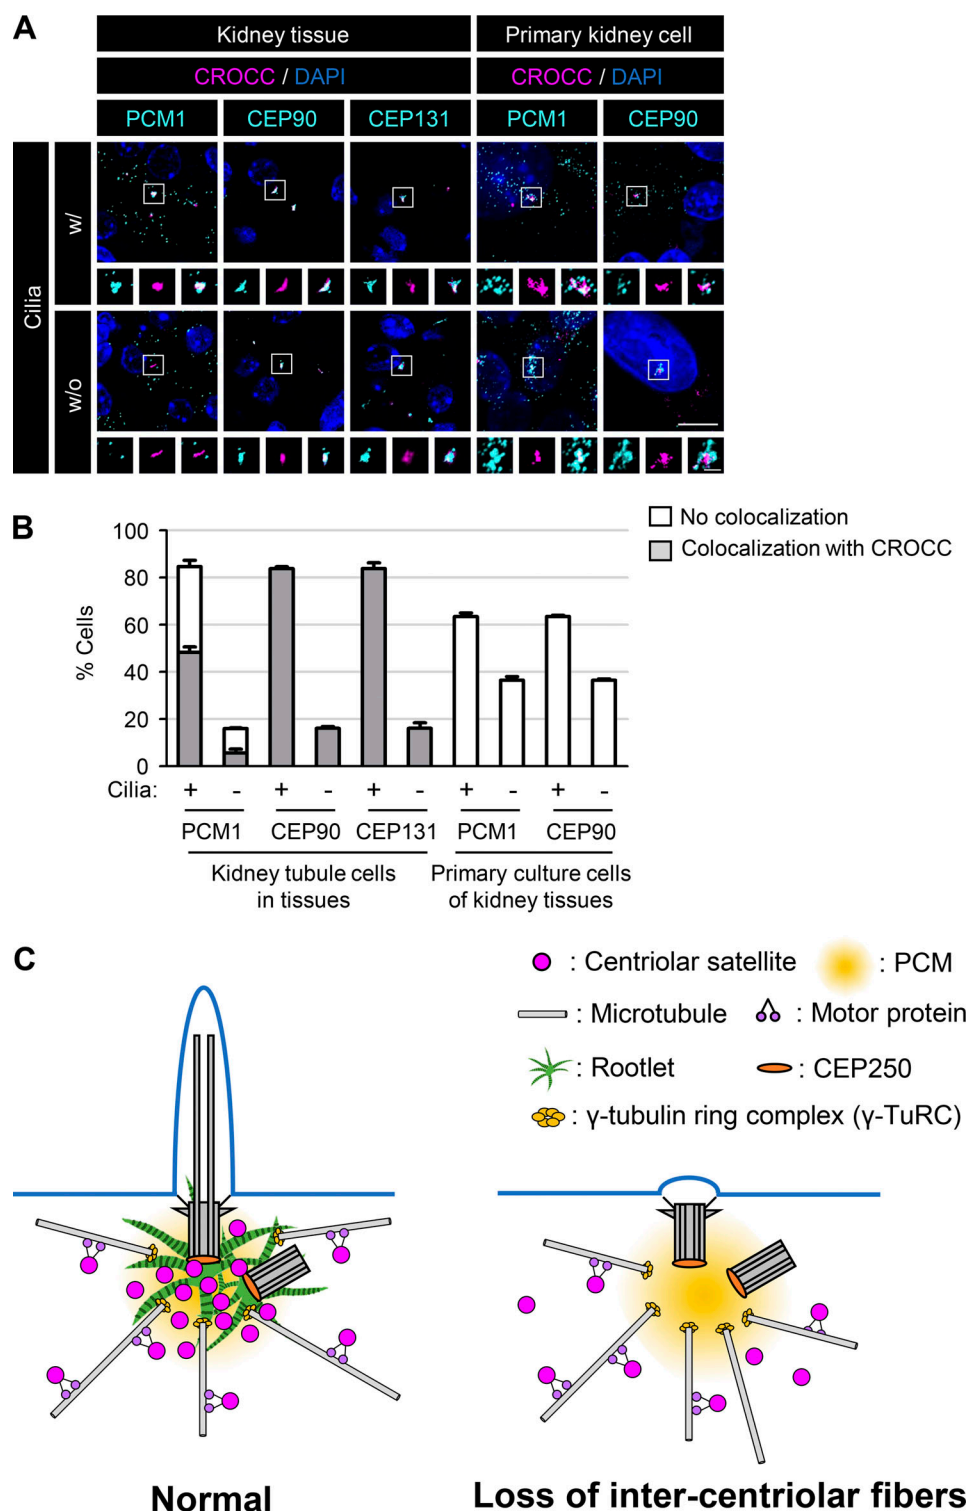 A
Kidney tissue
Primary kidney cell
CROCC / DAPI
CROCC / DAPI
PCM1
CEP90
CEP131
PCM1
CEP90
Cilia
w/
w/o
B
No colocalization
Colocalization with CROCC
% Cells
100
80
60
40
20
0
Cilia: + - + - + - + - + -
PCM1 CEP90 CEP131 PCM1 CEP90
Kidney tubule cells
in tissues
Primary culture cells
of kidney tissues
C
: Centriolar satellite
: PCM
: Microtubule
: Motor protein
: Rootlet
: CEP250
: γ-tubulin ring complex (γ-TuRC)
Normal
Loss of inter-centriolar fibers